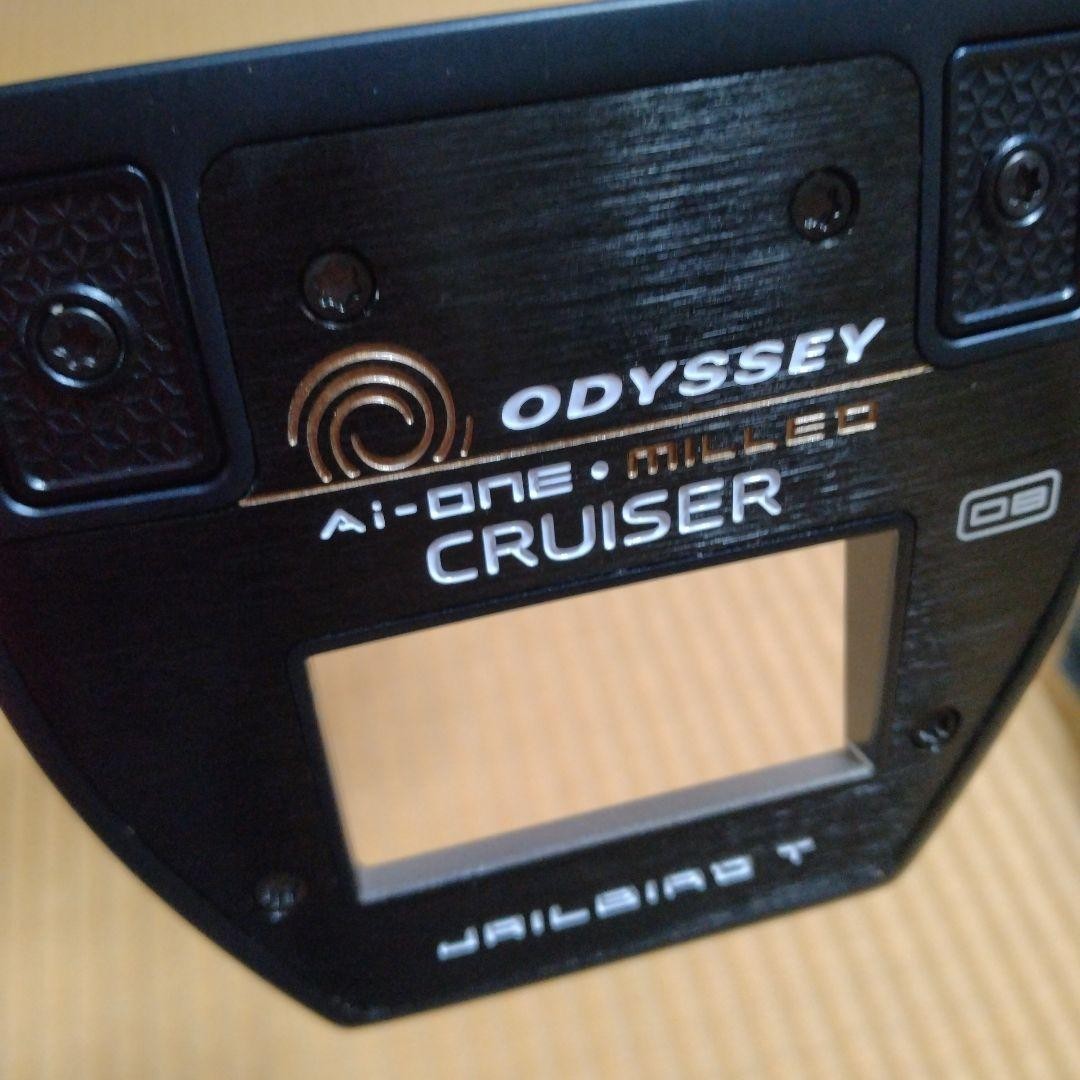 ODYSSEY
Ai-ONE • MILLED
CRUISER
DB
JAILBIRD T